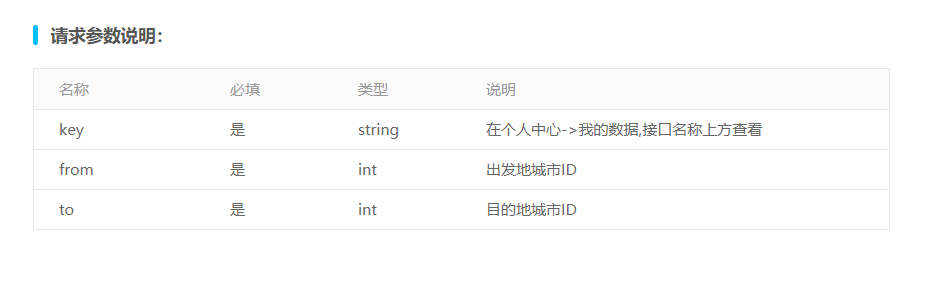 请求参数说明：
名称 必填 类型 说明
key 是 string 在个人中心->我的数据,接口名称上方查看
from 是 int 出发地城市ID
to 是 int 目的地城市ID